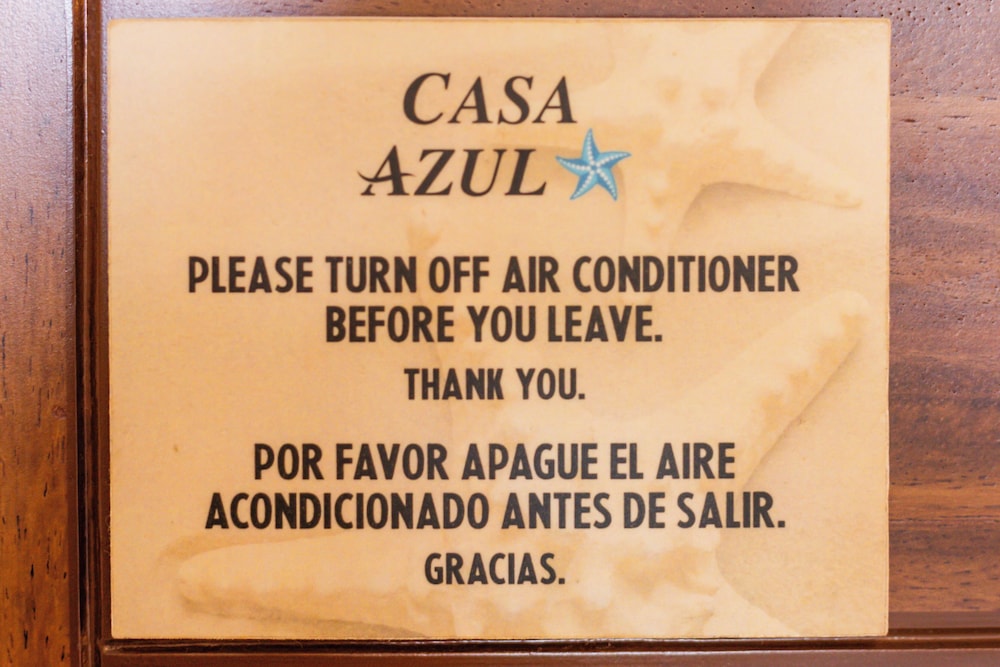 CASA
AZUL
PLEASE TURN OFF AIR CONDITIONER
BEFORE YOU LEAVE.
THANK YOU.
POR FAVOR APAGUE EL AIRE
ACONDICIONADO ANTES DE SALIR.
GRACIAS.